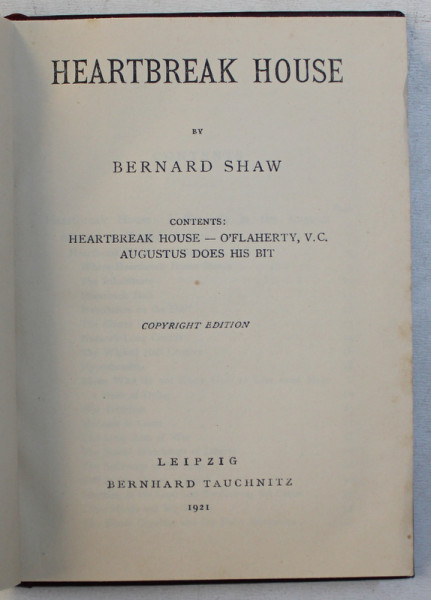 HEARTBREAK HOUSE
BY
BERNARD SHAW
CONTENTS:
HEARTBREAK HOUSE — O'FLAHERTY, V.C.
AUGUSTUS DOES HIS BIT
COPYRIGHT EDITION
LEIPZIG
BERNHARD TAUCHNITZ
1921